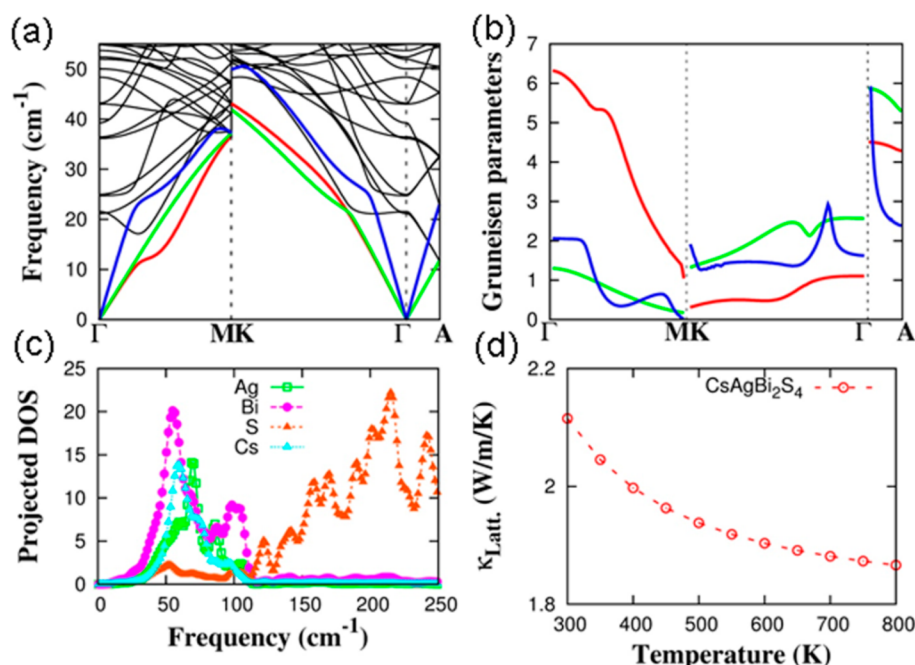 (a)
Frequency (cm⁻¹)
50
40
30
20
10
0
Γ
M
K
Γ
A
(b)
Gruneisen parameters
7
6
5
4
3
2
1
0
Γ
M
K
Γ
A
(c)
Projected DOS
25
20
15
10
5
0
Ag
Bi
S
Cs
0
50
100
150
200
250
Frequency (cm⁻¹)
(d)
κLatt. (W/m/K)
2.2
2
1.8
CsAgBi₂S₄
300
400
500
600
700
800
Temperature (K)